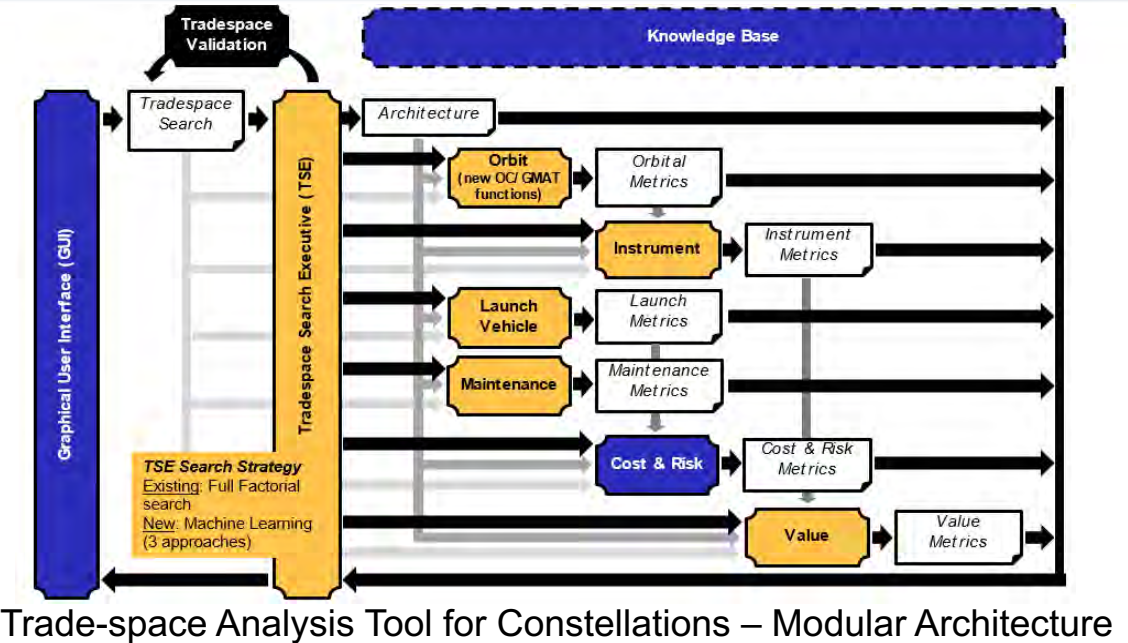 Tradespace
Validation
Knowledge Base
Graphical User Interface (GUI)
Tradespace
Search
Tradespace Search Executive (TSE)
Architecture
Orbit
(new OC/ GMAT
functions)
Orbital
Metrics
Instrument
Instrument
Metrics
Launch
Vehicle
Launch
Metrics
Maintenance
Maintenance
Metrics
Cost & Risk
Cost & Risk
Metrics
TSE Search Strategy
Existing: Full Factorial
search
New: Machine Learning
(3 approaches)
Value
Value
Metrics
Trade-space Analysis Tool for Constellations – Modular Architecture